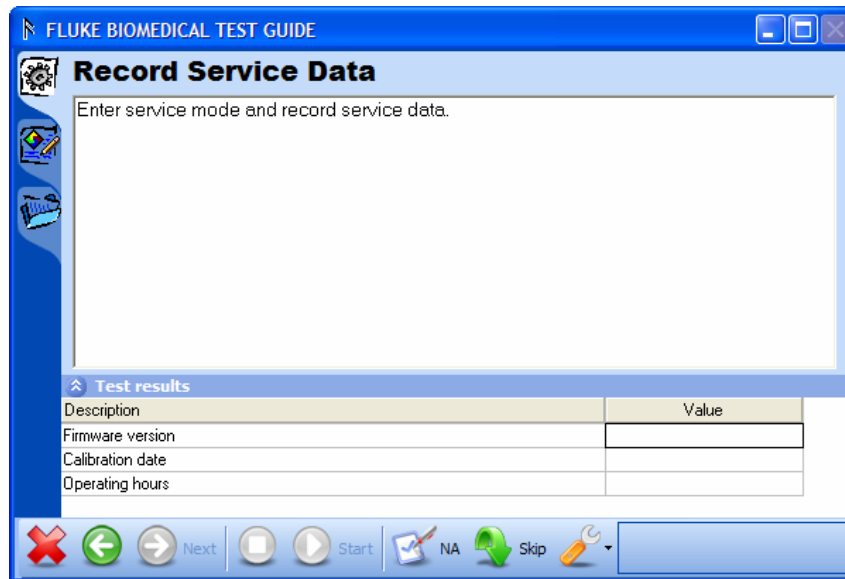 FLUKE BIOMEDICAL TEST GUIDE
Record Service Data
Enter service mode and record service data.
Test results
Description Value
Firmware version
Calibration date
Operating hours
Next Start NA Skip